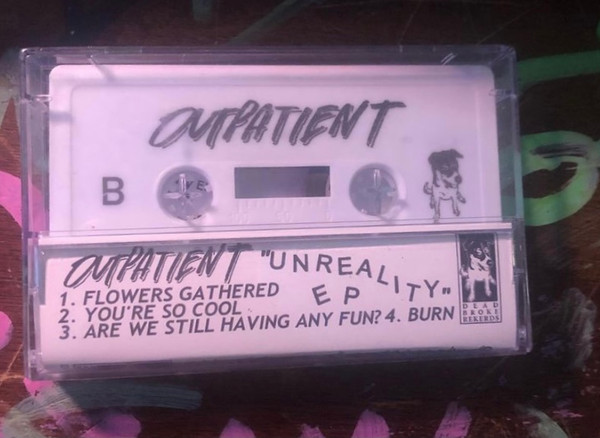 OUTPATIENT
B
OUTPATIENT "UNREALITY"
EP
1. FLOWERS GATHERED
2. YOU'RE SO COOL
3. ARE WE STILL HAVING ANY FUN? 4. BURN
DEAD
BROKE
REKERDS